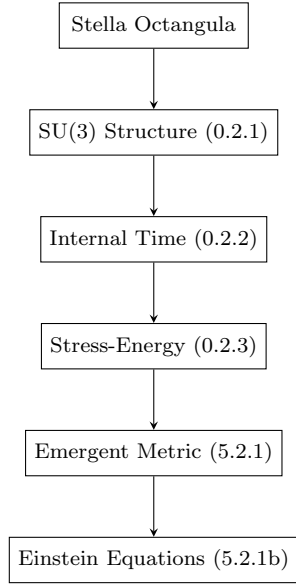 Stella Octangula
SU(3) Structure (0.2.1)
Internal Time (0.2.2)
Stress-Energy (0.2.3)
Emergent Metric (5.2.1)
Einstein Equations (5.2.1b)